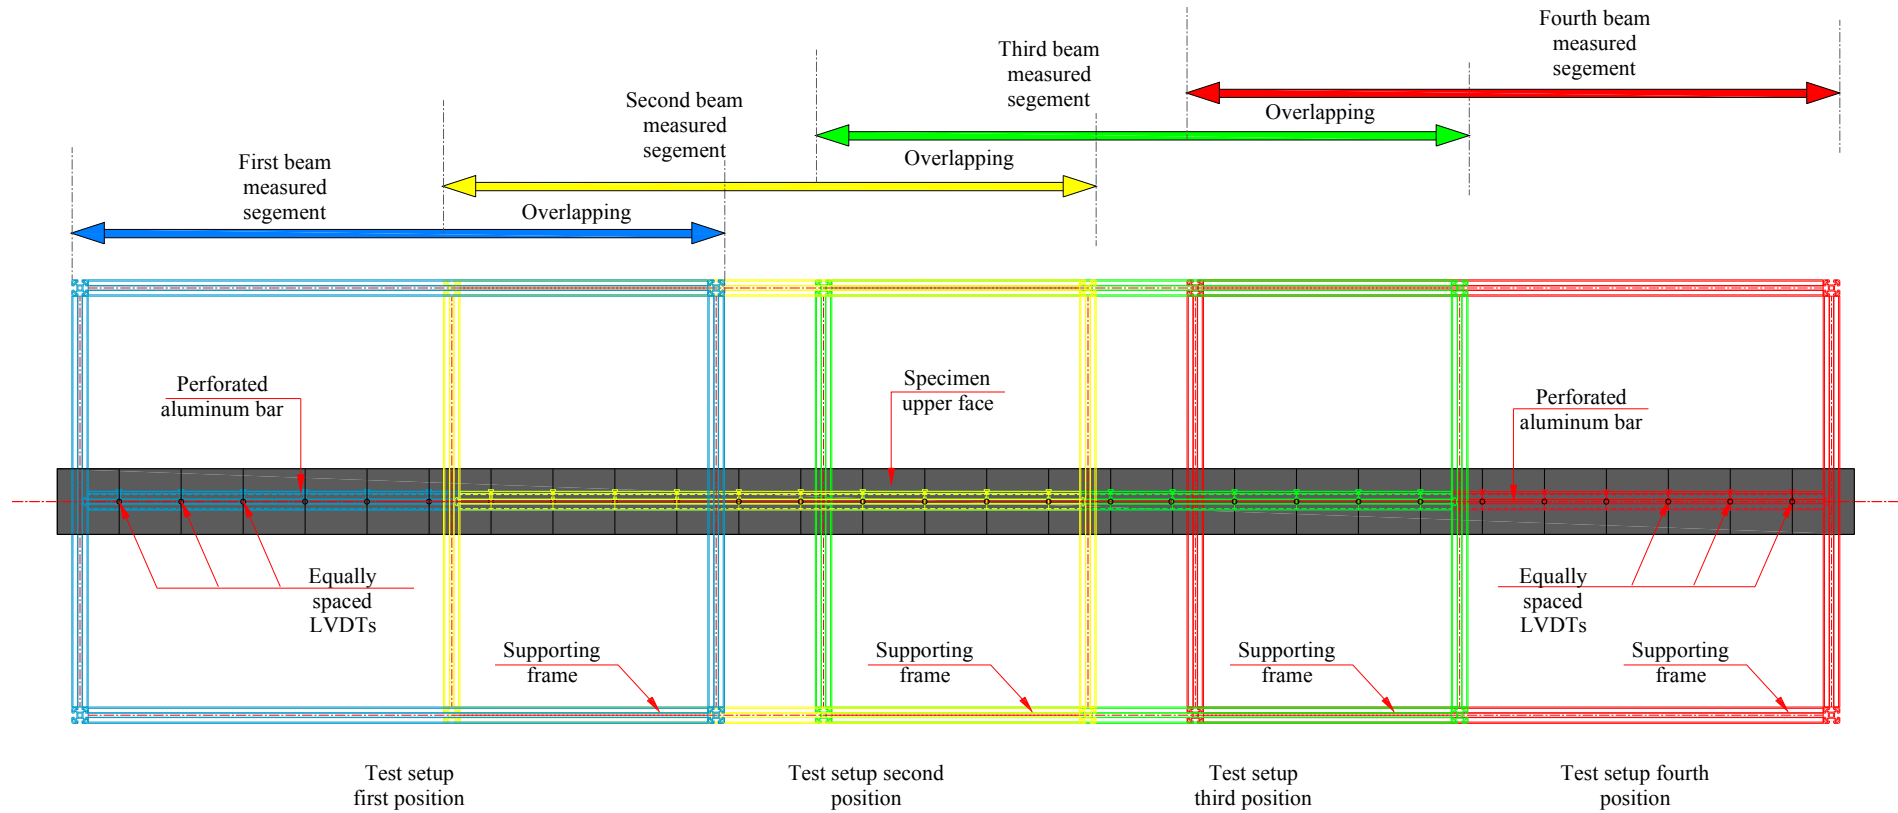 Fourth beam
measured
segement
Third beam
measured
segement
Overlapping
Second beam
measured
segement
Overlapping
First beam
measured
segement
Overlapping
Perforated
aluminum bar
Specimen
upper face
Perforated
aluminum bar
Equally
spaced
LVDTs
Equally
spaced
LVDTs
Supporting
frame
Supporting
frame
Supporting
frame
Supporting
frame
Test setup
first position
Test setup second
position
Test setup
third position
Test setup fourth
position